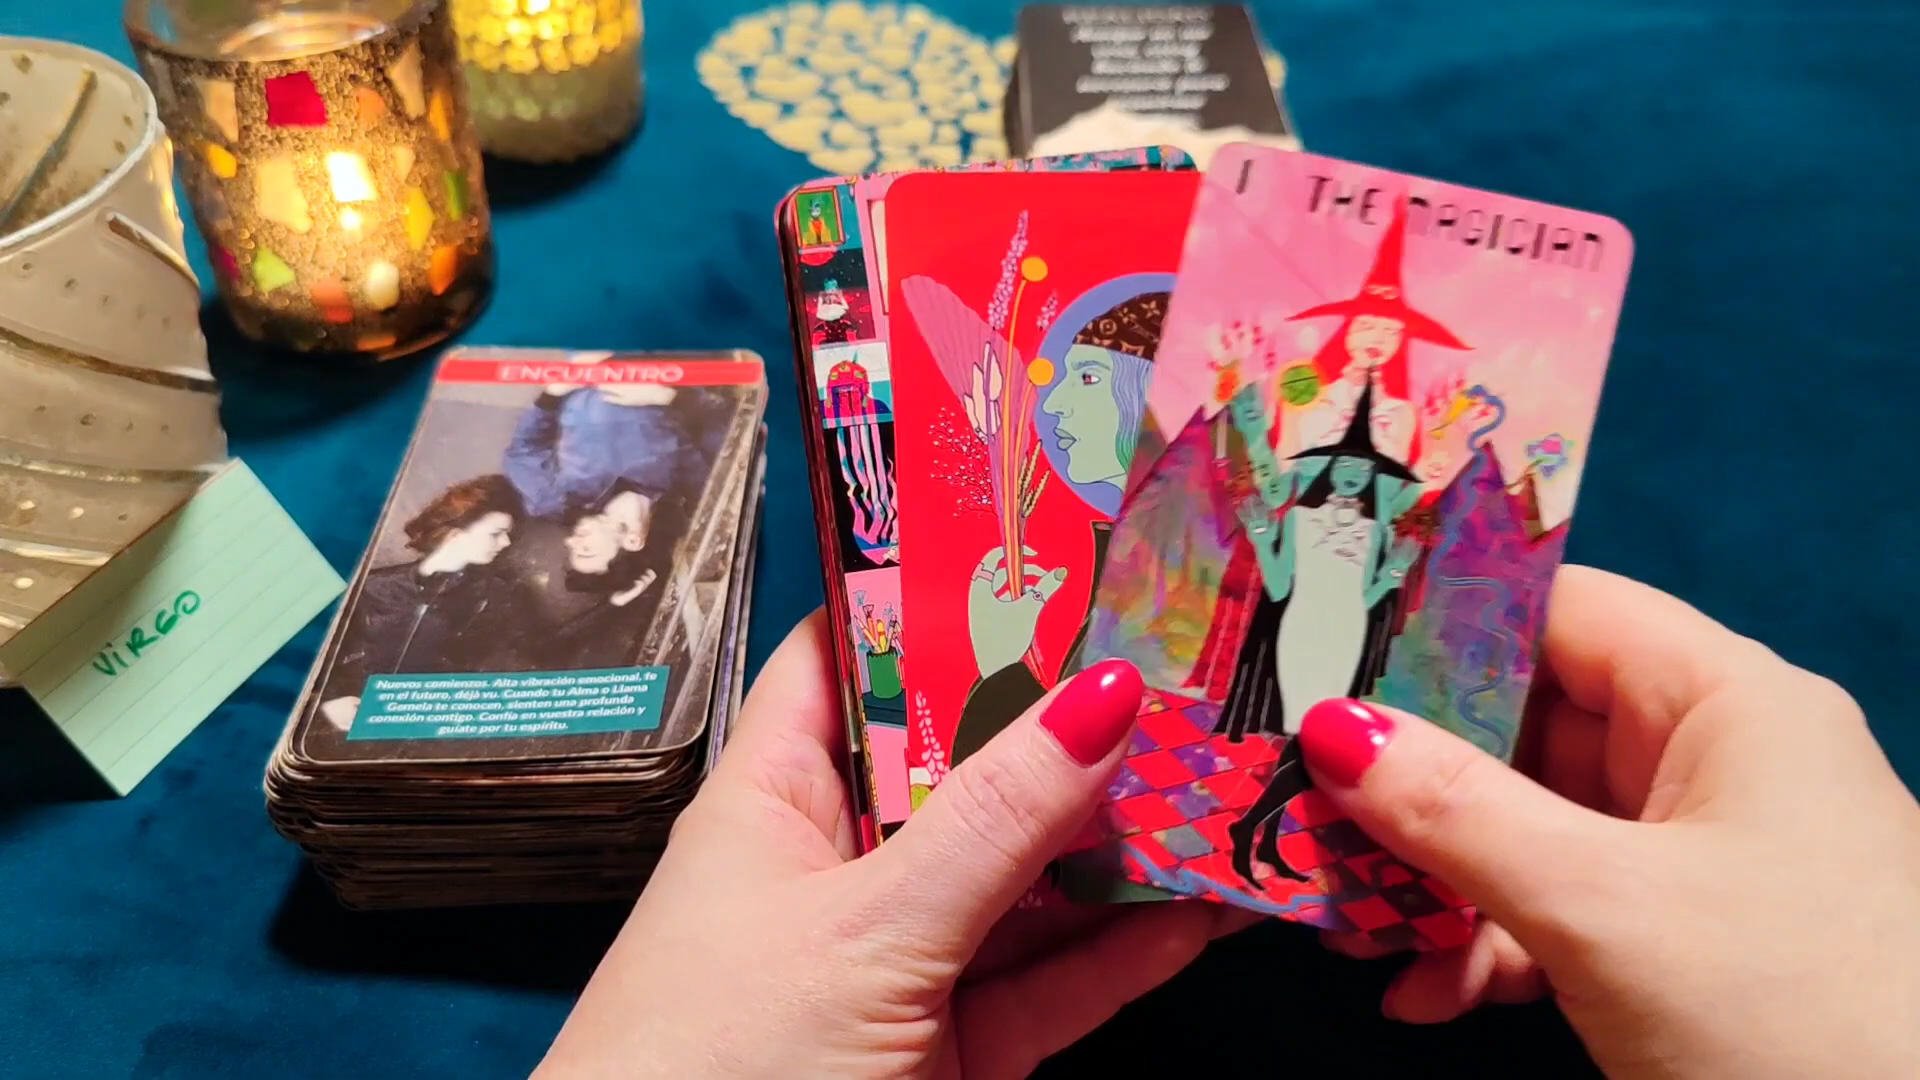 I THE MAGICIAN
ENCUENTRO
Nuevos comienzos. Alta vibración emocional, fe
en el futuro, déjà vu. Cuando tu Alma o Llama
Gemela te conocen, sienten una profunda
conexión contigo. Confía en vuestra relación y
guíate por tu espíritu.
VIRGO